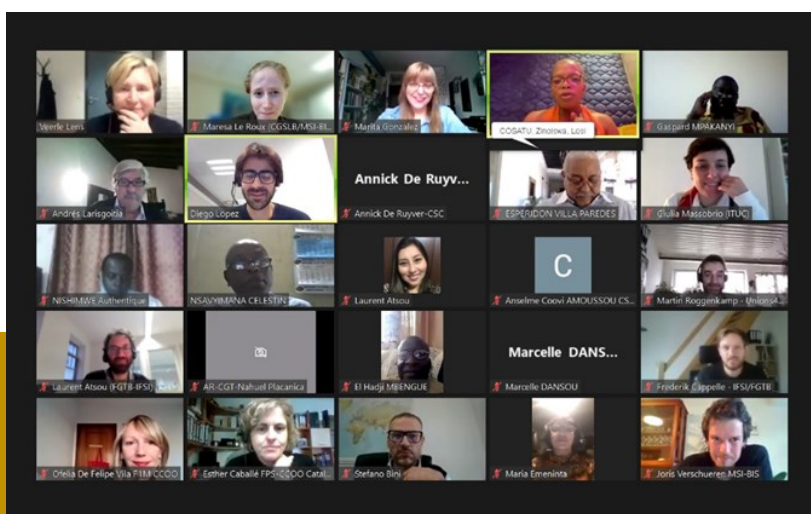 Veerle Lens
Maresa Le Roux (CGSLB/MSI-BI...
Marita González
COSATU, Zingiswa, Losi
Gaspard MPAKANYI
Andrés Larisgoitia
Diego Lopez
Annick De Ruyv...
Annick De Ruyver-CSC
ESPERIDON VILLA PAREDES
Giulia Massobrio (ITUC)
NISHIMWE Authentique
NSAVYIMANA CELESTIN
Laurent Atsou
C
Anselme Coovi AMOUSSOU CS...
Martin Roggenkamp - Unions4...
Laurent Atsou (FGTB-IFSI)
AR-CGT-Nahuel Placanica
El Hadji MBENGUE
Marcelle DANS...
Marcelle DANSOU
Frederik Cappelle - IFSI/FGTB
Ofelia De Felipe Vila F1M CCOO
Esther Caballé FPS-CCOO Catal...
Stefano Bini
Maria Emeninta
Joris Verschueren MSI-BIS